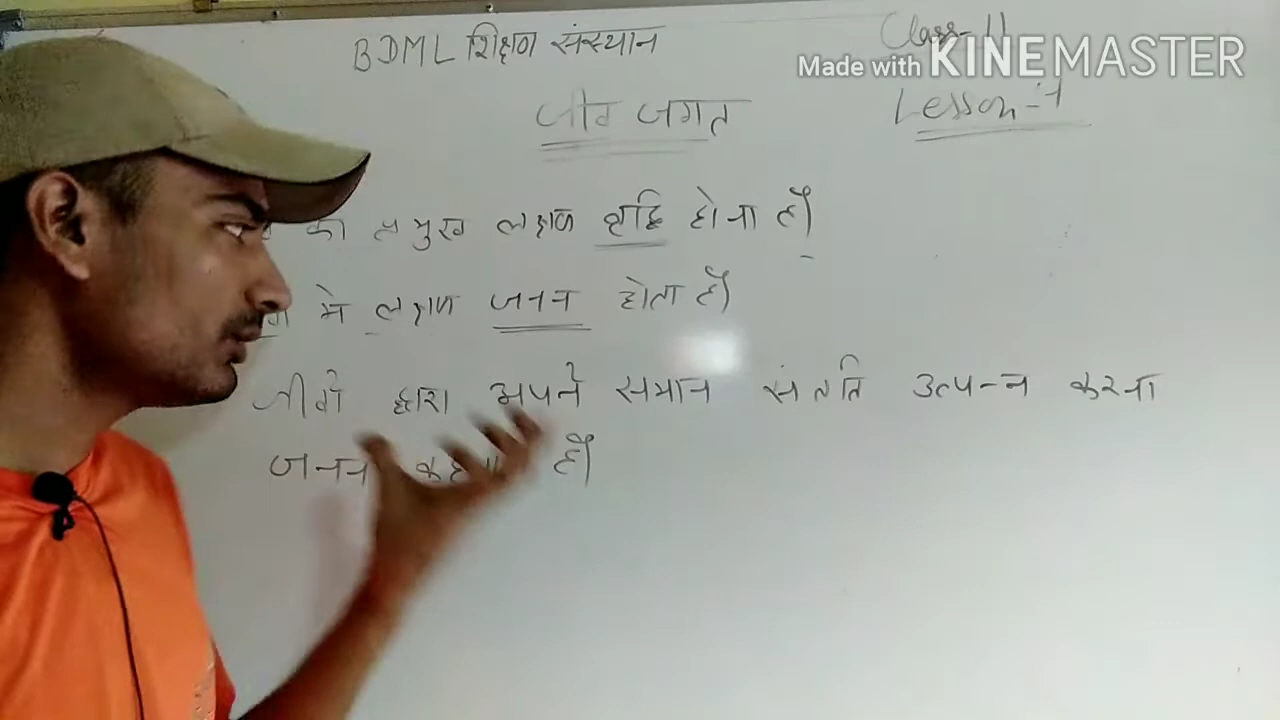 BDML शिक्षण संस्थान
Class-11
Made with KINEMASTER
जीव जगत
Lesson-1
का प्रमुख लक्षण वृद्धि होना है।
मे लक्षण जनन होता है।
जीवो द्वारा अपने समान संतति उत्पन्न करना
जनन है।